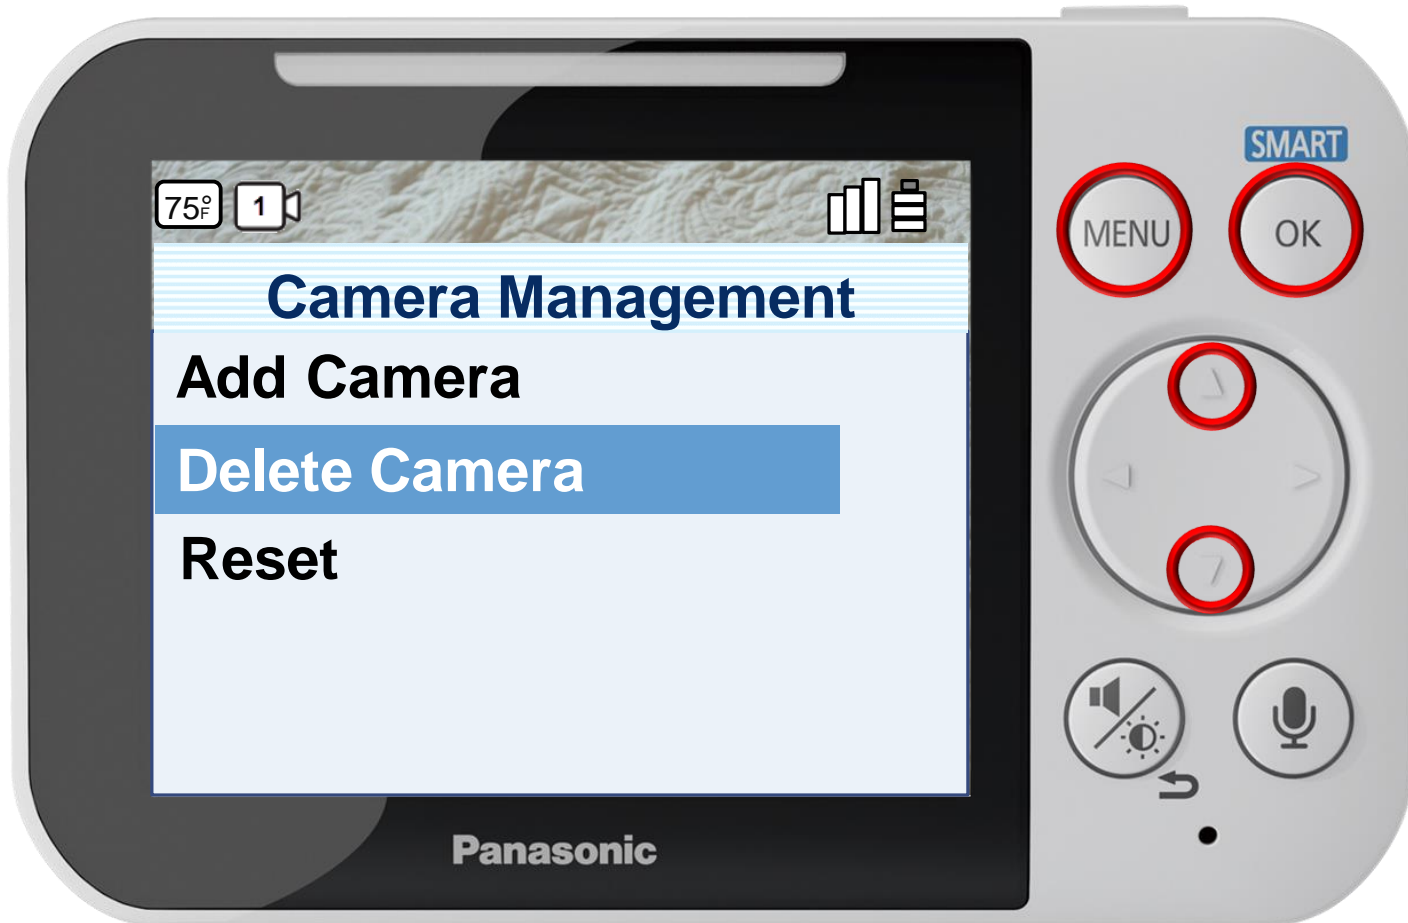 SMART
75°F 1
MENU OK
Camera Management
Add Camera
Delete Camera
Reset
Panasonic